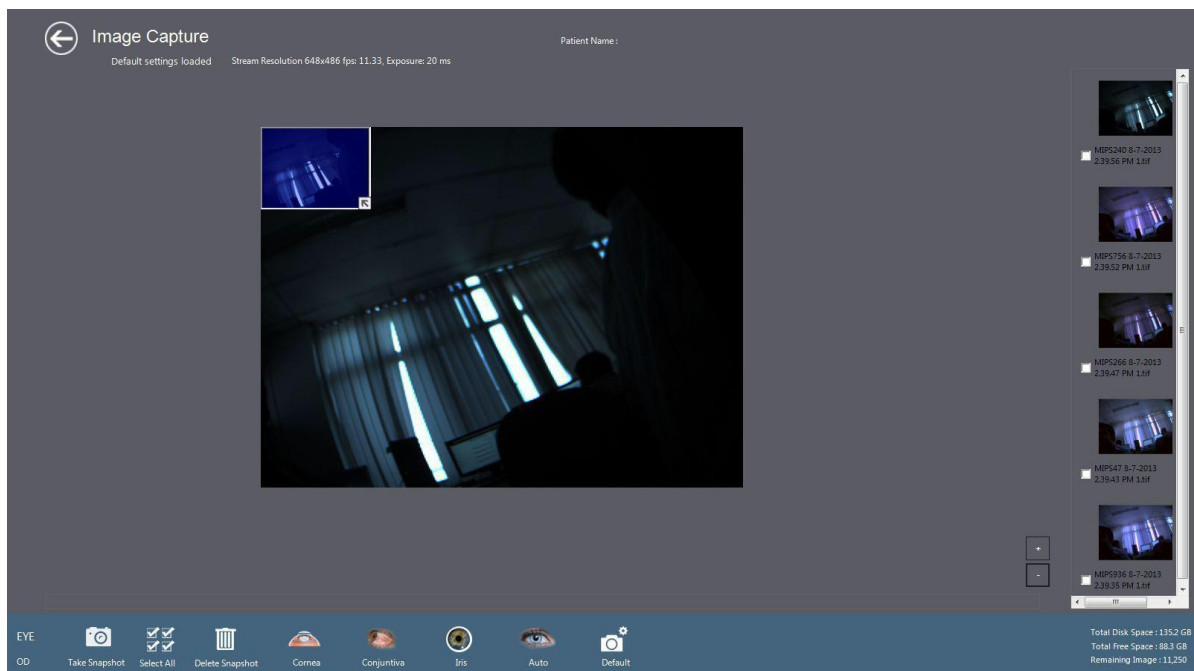 Image Capture
Patient Name :
Default settings loaded
Stream Resolution 648x486 fps: 11.33, Exposure: 20 ms
MIPS240 8-7-2013
2.39.56 PM 1.tif
MIPS756 8-7-2013
2.39.52 PM 1.tif
MIPS266 8-7-2013
2.39.47 PM 1.tif
MIPS47 8-7-2013
2.39.43 PM 1.tif
MIPS936 8-7-2013
2.39.35 PM 1.tif
+
-
EYE
OD
Take Snapshot
Select All
Delete Snapshot
Cornea
Conjuntiva
Iris
Auto
Default
Total Disk Space : 135.2 GB
Total Free Space : 88.3 GB
Remaining Image : 11,250